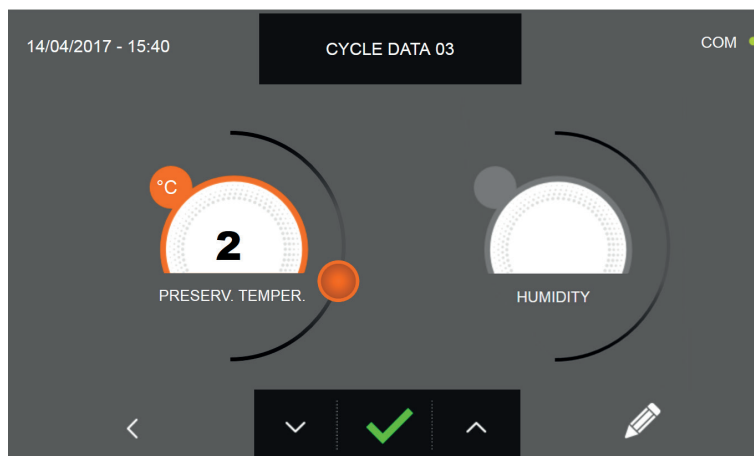 14/04/2017 - 15:40
CYCLE DATA 03
COM
°C
2
PRESERV. TEMPER.
HUMIDITY